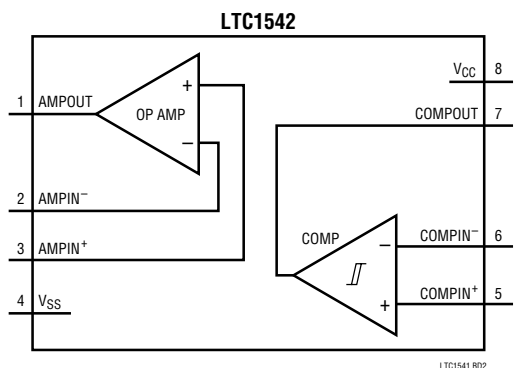 LTC1542
1 AMPOUT
2 AMPIN−
3 AMPIN+
4 VSS
+
OP AMP
−
VCC 8
COMPOUT 7
COMP
−
COMPIN− 6
+
COMPIN+ 5
LTC1541 BD2